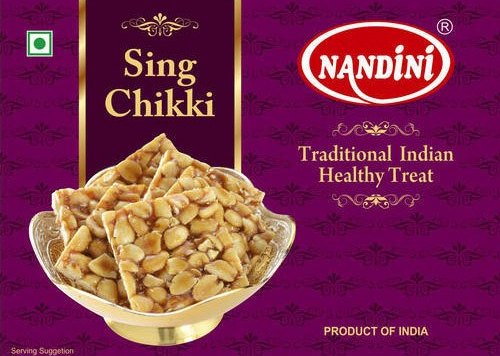 Sing
Chikki
NANDINI
®
Traditional Indian
Healthy Treat
Serving Suggetion
PRODUCT OF INDIA